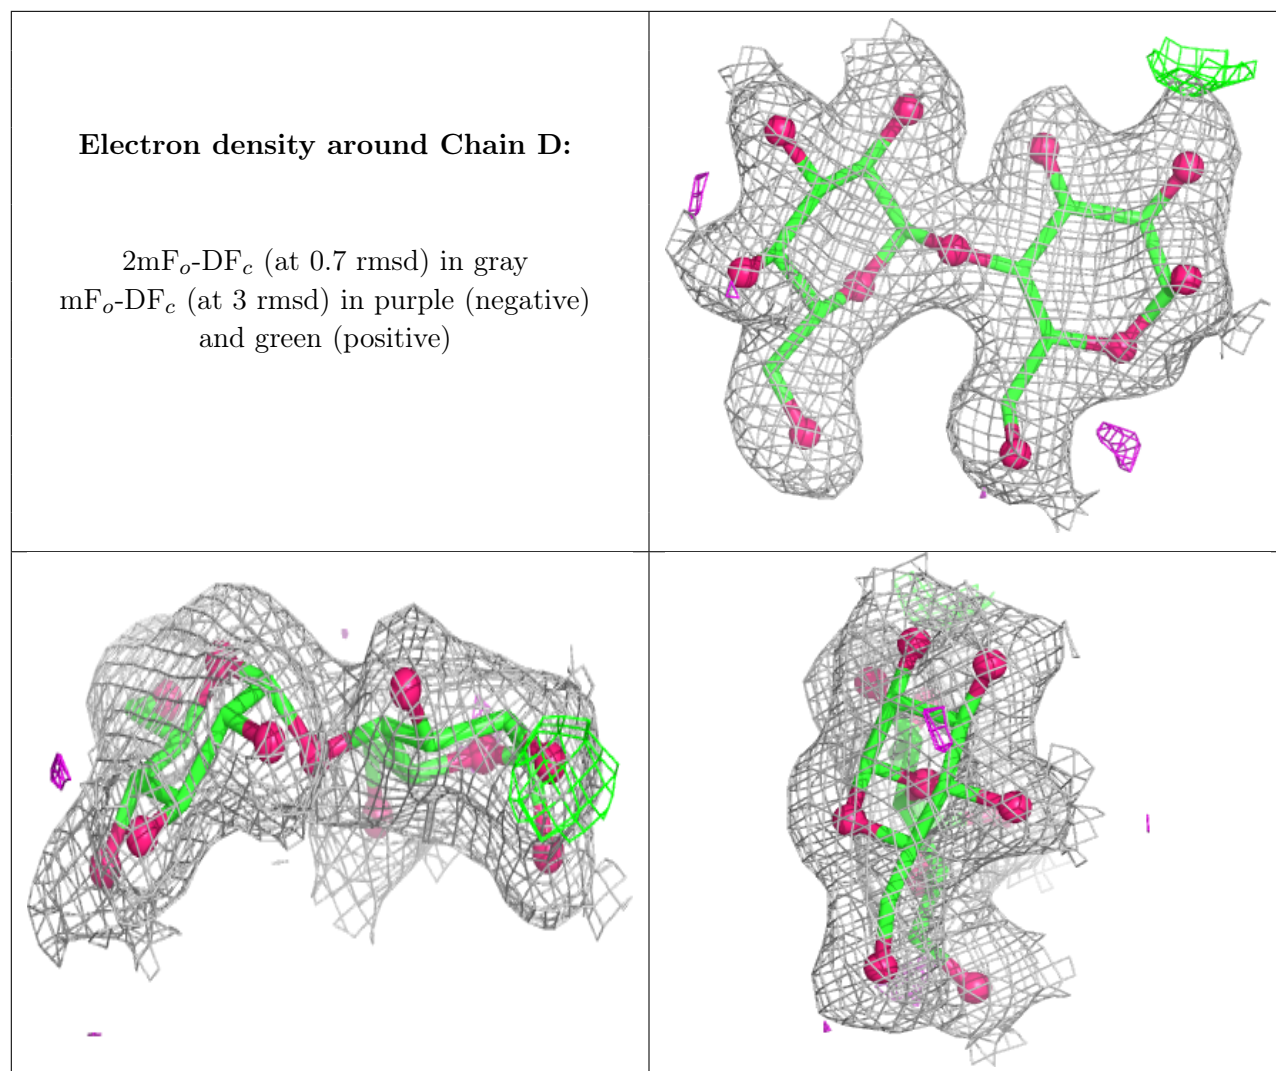 Electron density around Chain D:
2mFₒ-DF𝒸 (at 0.7 rmsd) in gray
mFₒ-DF𝒸 (at 3 rmsd) in purple (negative)
and green (positive)